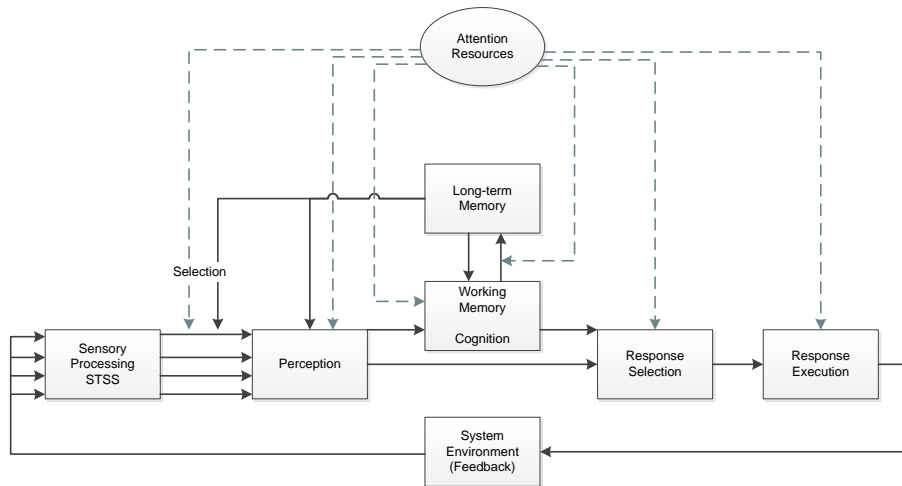 Attention
Resources
Long-term
Memory
Selection
Working
Memory
Cognition
Sensory
Processing
STSS
Perception
Response
Selection
Response
Execution
System
Environment
(Feedback)